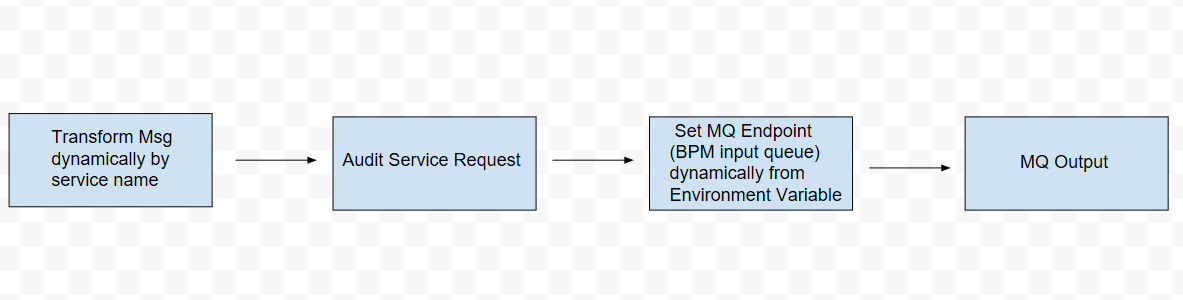 Transform Msg
dynamically by
service name
Audit Service Request
Set MQ Endpoint
(BPM input queue)
dynamically from
Environment Variable
MQ Output